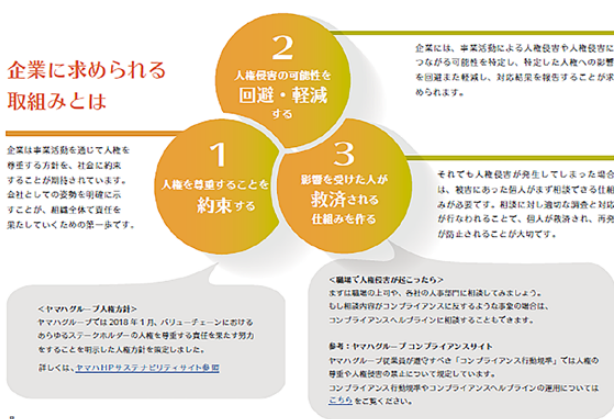 企業に求められる
取組みとは
企業は事業活動を通じて人権を
尊重する方針を、社会に約束
することが期待されています。
会社としての姿勢を明確に示
すことが、組織全体で責任を
果たしていくための第一歩です。
1
人権を尊重することを
約束する
2
人権侵害の可能性を
回避・軽減
する
企業には、事業活動による人権侵害や人権侵害に
つながる可能性を特定し、特定した人権への影響
を回避また軽減し、対応結果を報告することが求
められます。
3
影響を受けた人が
救済される
仕組みを作る
それでも人権侵害が発生してしまった場合
は、被害にあった個人がまず相談できる仕組
みが必要です。相談に対し適切な調査と対応
が行なわれることで、個人が救済され、再発
が防止されることが大切です。
<ヤマハグループ人権方針>
ヤマハグループでは2018年1月、バリューチェーンにおける
あらゆるステークホルダーの人権を尊重する責任を果たす努力
をすることを明示した人権方針を策定しました。
詳しくは、ヤマハHPサステナビリティサイト参照
<職場で人権侵害が起こったら>
まずは職場の上司や、各社の人事部門に相談してみましょう。
もし相談内容がコンプライアンスに反するような事案の場合は、
コンプライアンスヘルプラインに相談することもできます。
参考：ヤマハグループ コンプライアンスサイト
ヤマハグループ従業員が遵守すべき「コンプライアンス行動規準」では人権の
尊重や人権侵害の禁止について規定しています。
コンプライアンス行動規準やコンプライアンスヘルプラインの運用については
こちらをご覧ください。